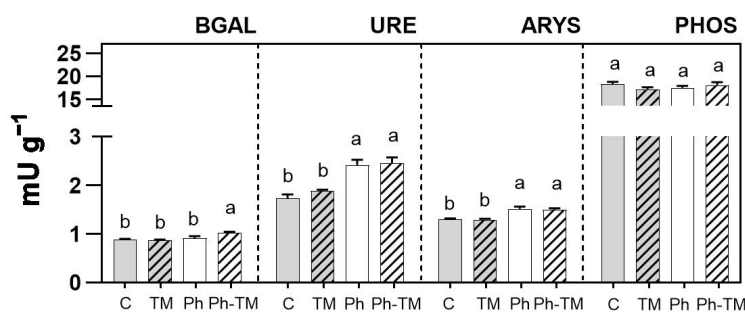 BGAL URE ARYS PHOS
25
20
15
3
2
1
0
mU g⁻¹
b b b a
b b a a
b b a a
a a a a
C TM Ph Ph-TM C TM Ph Ph-TM C TM Ph Ph-TM C TM Ph Ph-TM